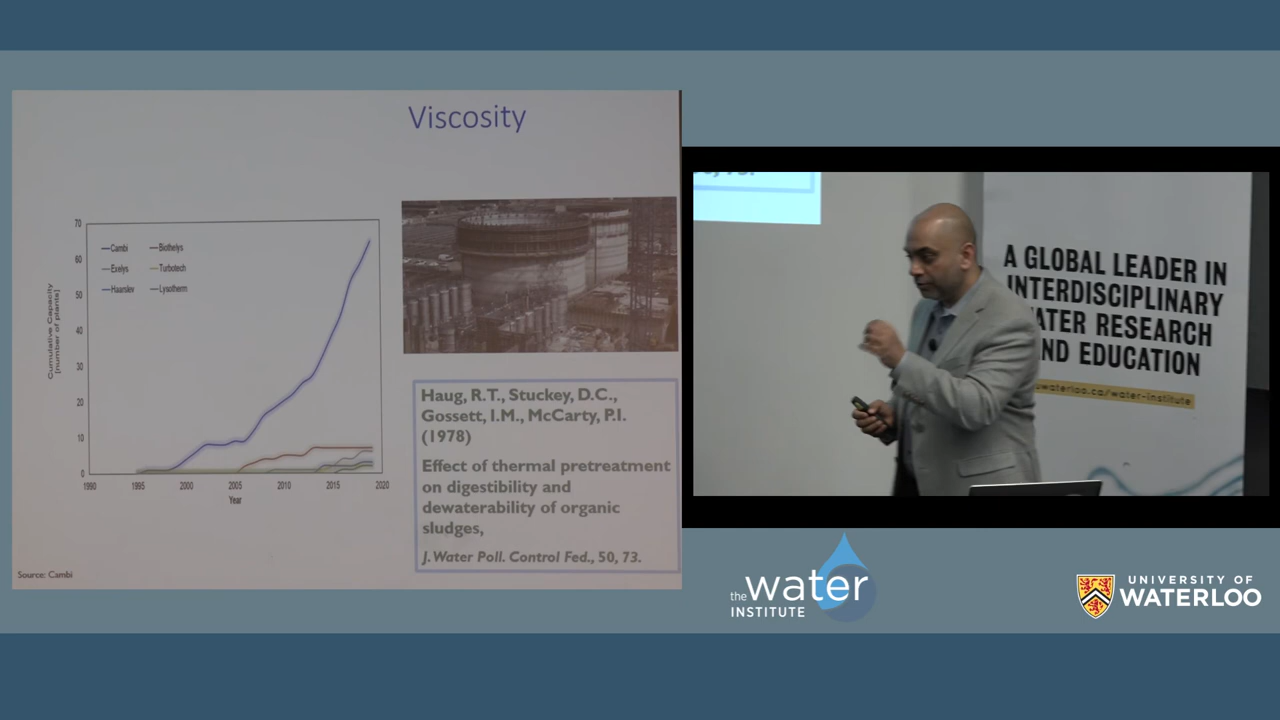 Viscosity
70
60
50
40
30
20
10
0
1990
1995
2000
2005
2010
2015
2020
Cumulative Capacity
[number of plants]
Year
Cambi
Biothelys
Exelys
Turbotech
Haarslev
Lysotherm
Haug, R.T., Stuckey, D.C.,
Gossett, I.M., McCarty, P.I.
(1978)
Effect of thermal pretreatment
on digestibility and
dewaterability of organic
sludges,
J. Water Poll. Control Fed., 50, 73.
Source: Cambi
A GLOBAL LEADER IN
INTERDISCIPLINARY
WATER RESEARCH
AND EDUCATION
uwaterloo.ca/water-institute
the water
INSTITUTE
UNIVERSITY OF
WATERLOO